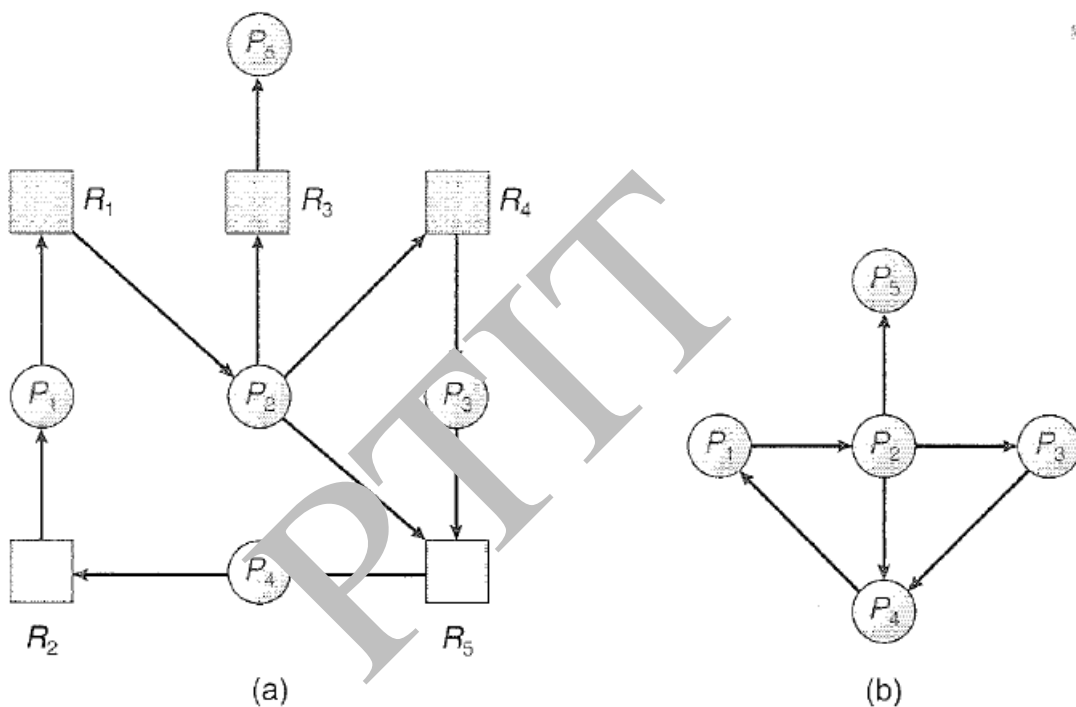 P₅
R₁
R₃
R₄
P₁
P₂
P₃
R₂
P₄
R₅
(a)
P₅
P₁
P₂
P₃
P₄
(b)
PTIT